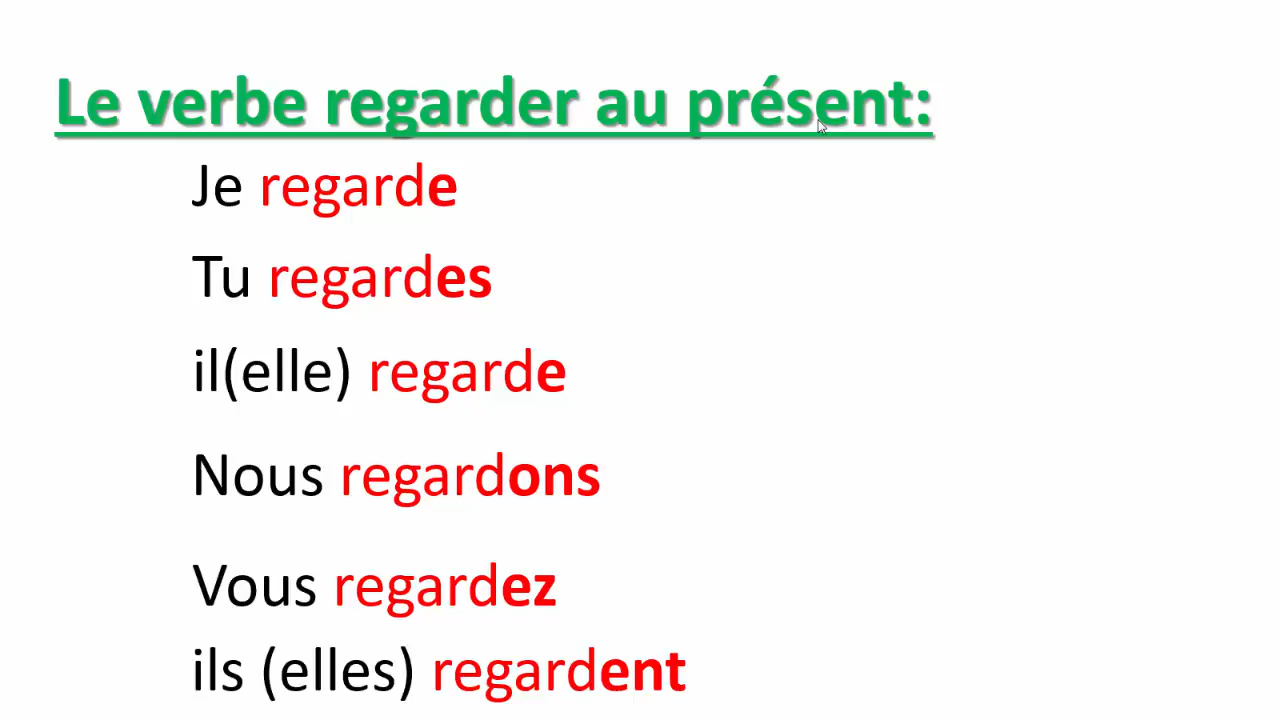 Le verbe regarder au présent:
Je regarde
Tu regardes
il(elle) regarde
Nous regardons
Vous regardez
ils (elles) regardent